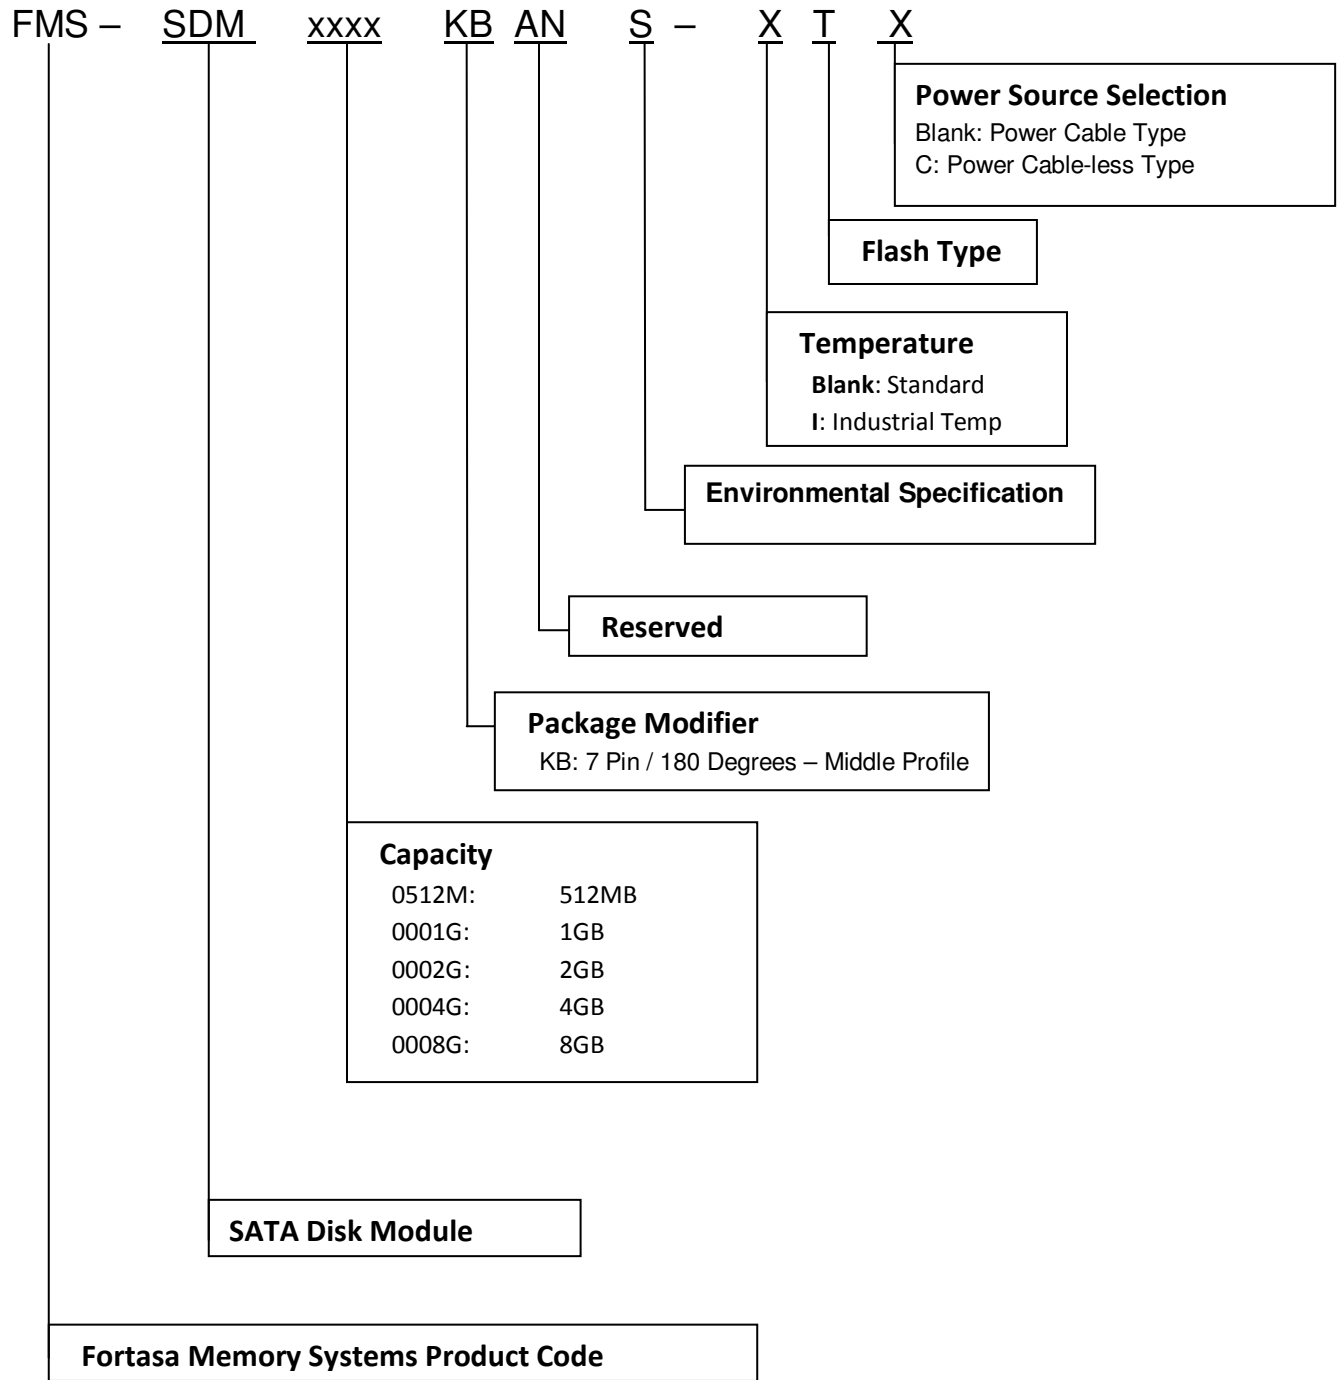 FMS – SDM xxxx KB AN S – X T X
Power Source Selection
Blank: Power Cable Type
C: Power Cable-less Type
Flash Type
Temperature
Blank: Standard
I: Industrial Temp
Environmental Specification
Reserved
Package Modifier
KB: 7 Pin / 180 Degrees – Middle Profile
Capacity
0512M: 512MB
0001G: 1GB
0002G: 2GB
0004G: 4GB
0008G: 8GB
SATA Disk Module
Fortasa Memory Systems Product Code